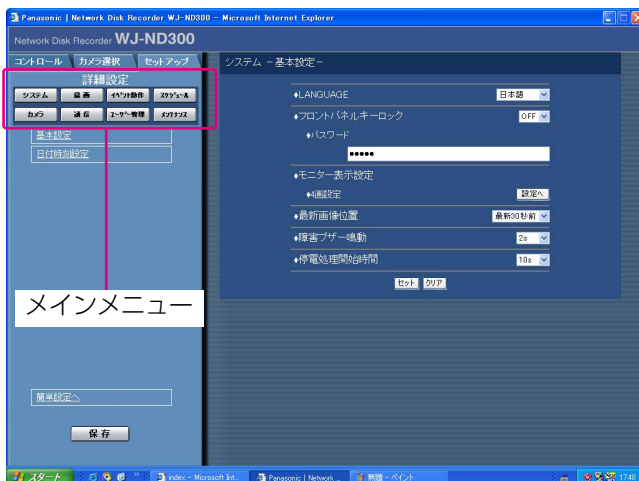 Panasonic | Network Disk Recorder WJ-ND300 - Microsoft Internet Explorer
Network Disk Recorder WJ-ND300
コントロール カメラ選択 セットアップ
詳細設定
システム 録画 イベント動作 スケジュール
カメラ 通信 ユーザー管理 メンテナンス
基本設定
日付時刻設定
メインメニュー
簡単設定へ
保存
システム －基本設定－
♦LANGUAGE 日本語
♦フロントパネルキーロック OFF
♦パスワード
●●●●●
♦モニター表示設定
♦4画設定 設定へ
♦最新画像位置 最新30秒前
♦障害ブザー鳴動 2s
♦停電処理開始時間 10s
セット クリア
スタート index - Microsoft Int... Panasonic | Network ... 無題 - ペイント 17:48